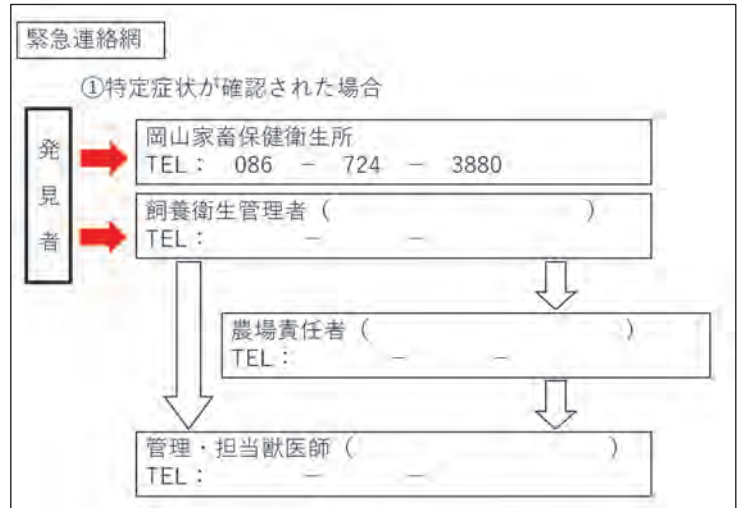 緊急連絡網
①特定症状が確認された場合
発見者
岡山家畜保健衛生所
TEL： 086 － 724 － 3880
飼養衛生管理者（ ）
TEL： － －
農場責任者（ ）
TEL： － －
管理・担当獣医師（ ）
TEL： － －